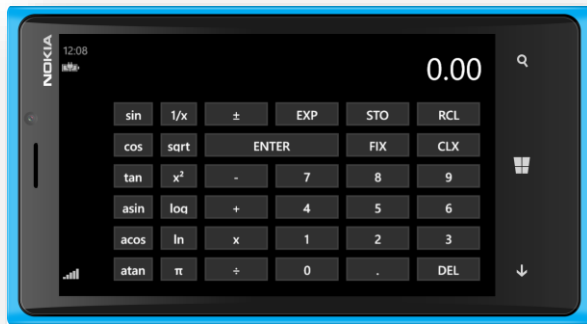 NOKIA
12:08
0.00
sin 1/x ± EXP STO RCL
cos sqrt ENTER FIX CLX
tan x² - 7 8 9
asin log + 4 5 6
acos ln x 1 2 3
atan π ÷ 0 . DEL